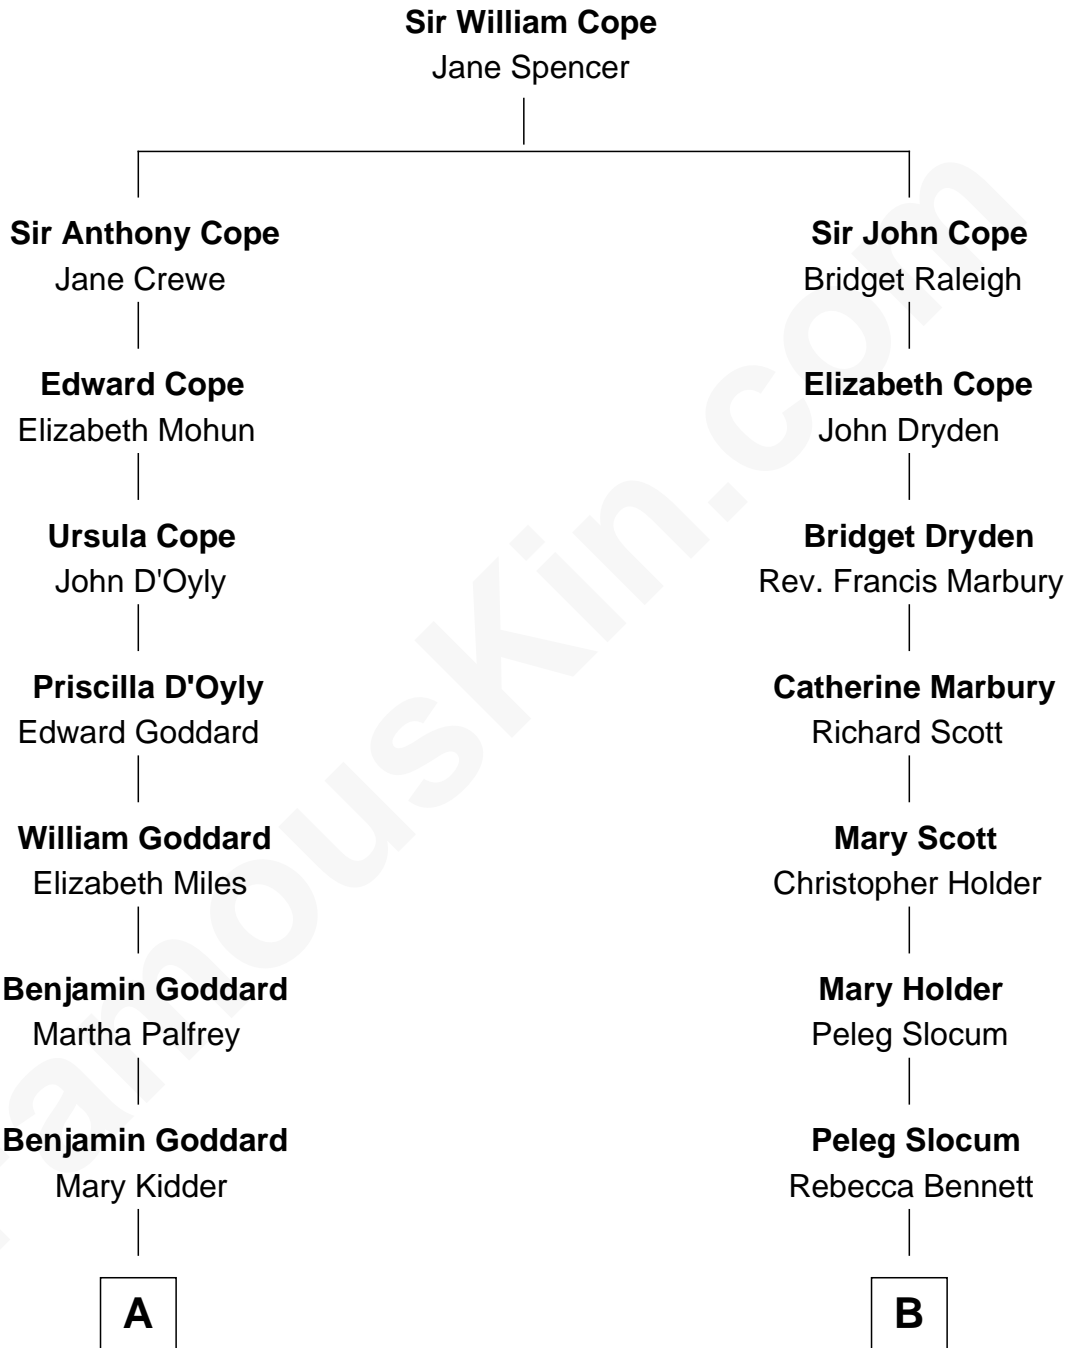 Sir William Cope
Jane Spencer
Sir Anthony Cope
Jane Crewe
Edward Cope
Elizabeth Mohun
Ursula Cope
John D'Oyly
Priscilla D'Oyly
Edward Goddard
William Goddard
Elizabeth Miles
Benjamin Goddard
Martha Palfrey
Benjamin Goddard
Mary Kidder
A
Sir John Cope
Bridget Raleigh
Elizabeth Cope
John Dryden
Bridget Dryden
Rev. Francis Marbury
Catherine Marbury
Richard Scott
Mary Scott
Christopher Holder
Mary Holder
Peleg Slocum
Peleg Slocum
Rebecca Bennett
B
FamousKin.com